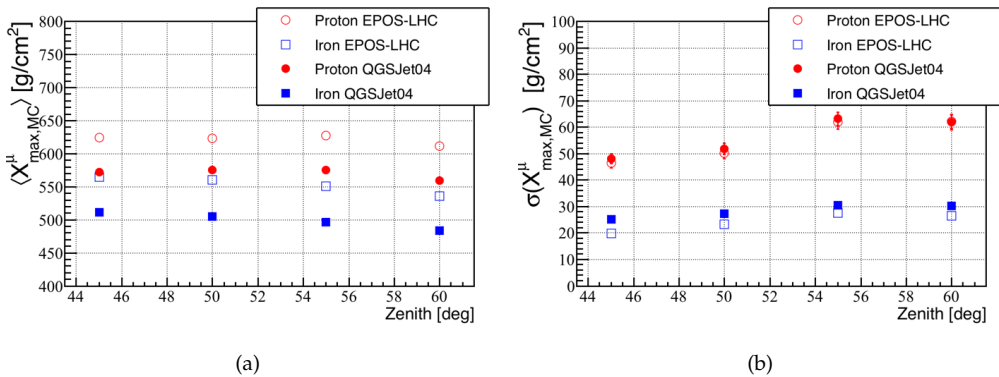 ⟨X^μ_max,MC⟩ [g/cm²]
800
750
700
650
600
550
500
450
400
Proton EPOS-LHC
Iron EPOS-LHC
Proton QGSJet04
Iron QGSJet04
44 46 48 50 52 54 56 58 60
Zenith [deg]
(a)
σ(X^μ_max,MC) [g/cm²]
100
90
80
70
60
50
40
30
20
10
0
Proton EPOS-LHC
Iron EPOS-LHC
Proton QGSJet04
Iron QGSJet04
44 46 48 50 52 54 56 58 60
Zenith [deg]
(b)